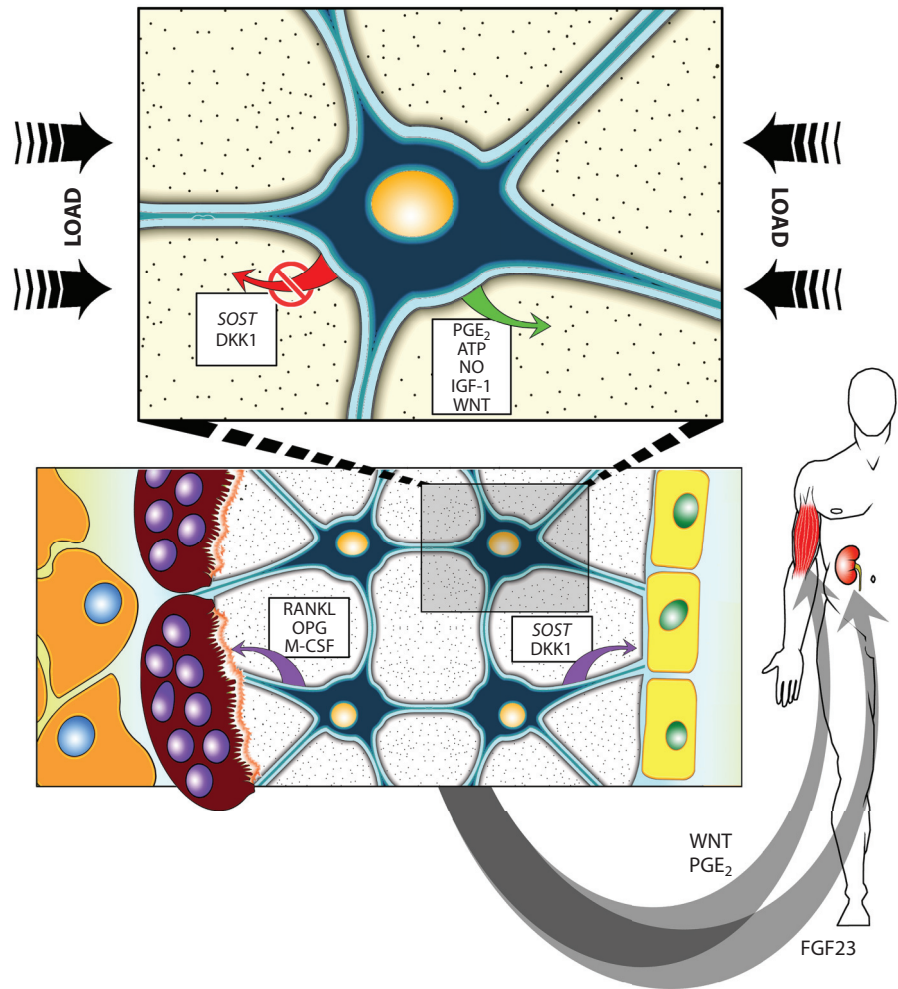 LOAD
LOAD
SOST
DKK1
PGE₂
ATP
NO
IGF-1
WNT
RANKL
OPG
M-CSF
SOST
DKK1
WNT
PGE₂
FGF23